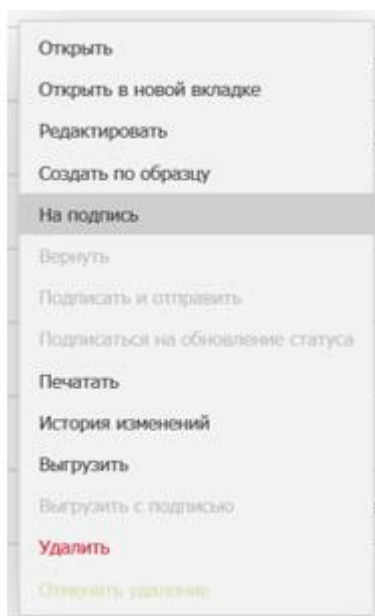 Открыть
Открыть в новой вкладке
Редактировать
Создать по образцу
На подпись
Вернуть
Подписать и отправить
Подписаться на обновление статуса
Печатать
История изменений
Выгрузить
Выгрузить с подписью
Удалить
Отменить удаление